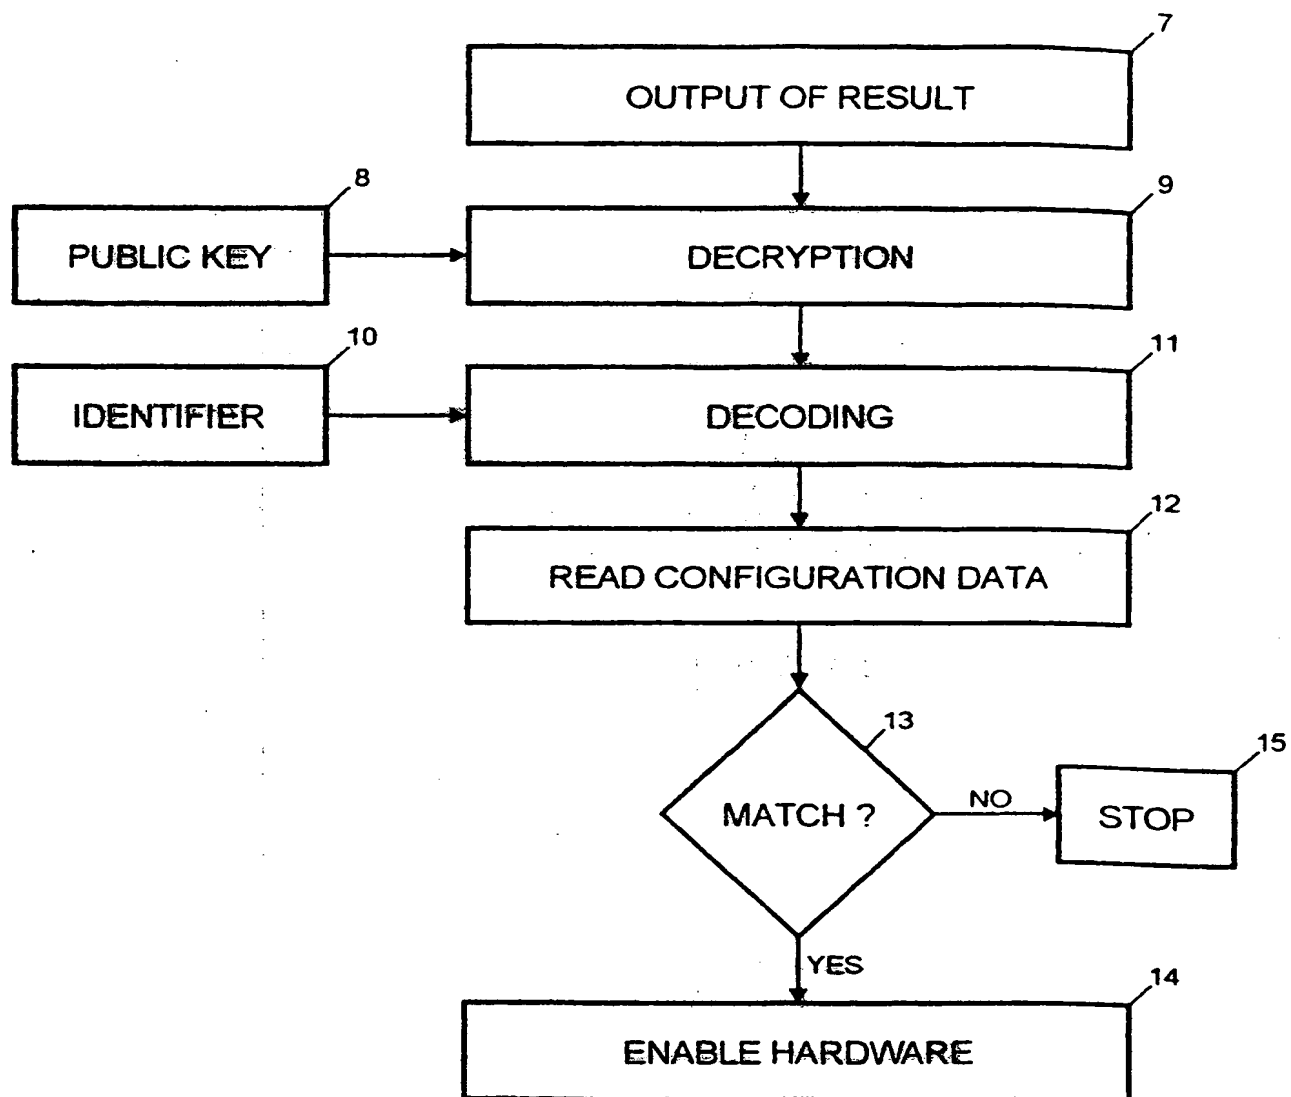 7
OUTPUT OF RESULT
8
9
PUBLIC KEY
DECRYPTION
10
11
IDENTIFIER
DECODING
12
READ CONFIGURATION DATA
13
15
MATCH ?
NO
STOP
YES
14
ENABLE HARDWARE